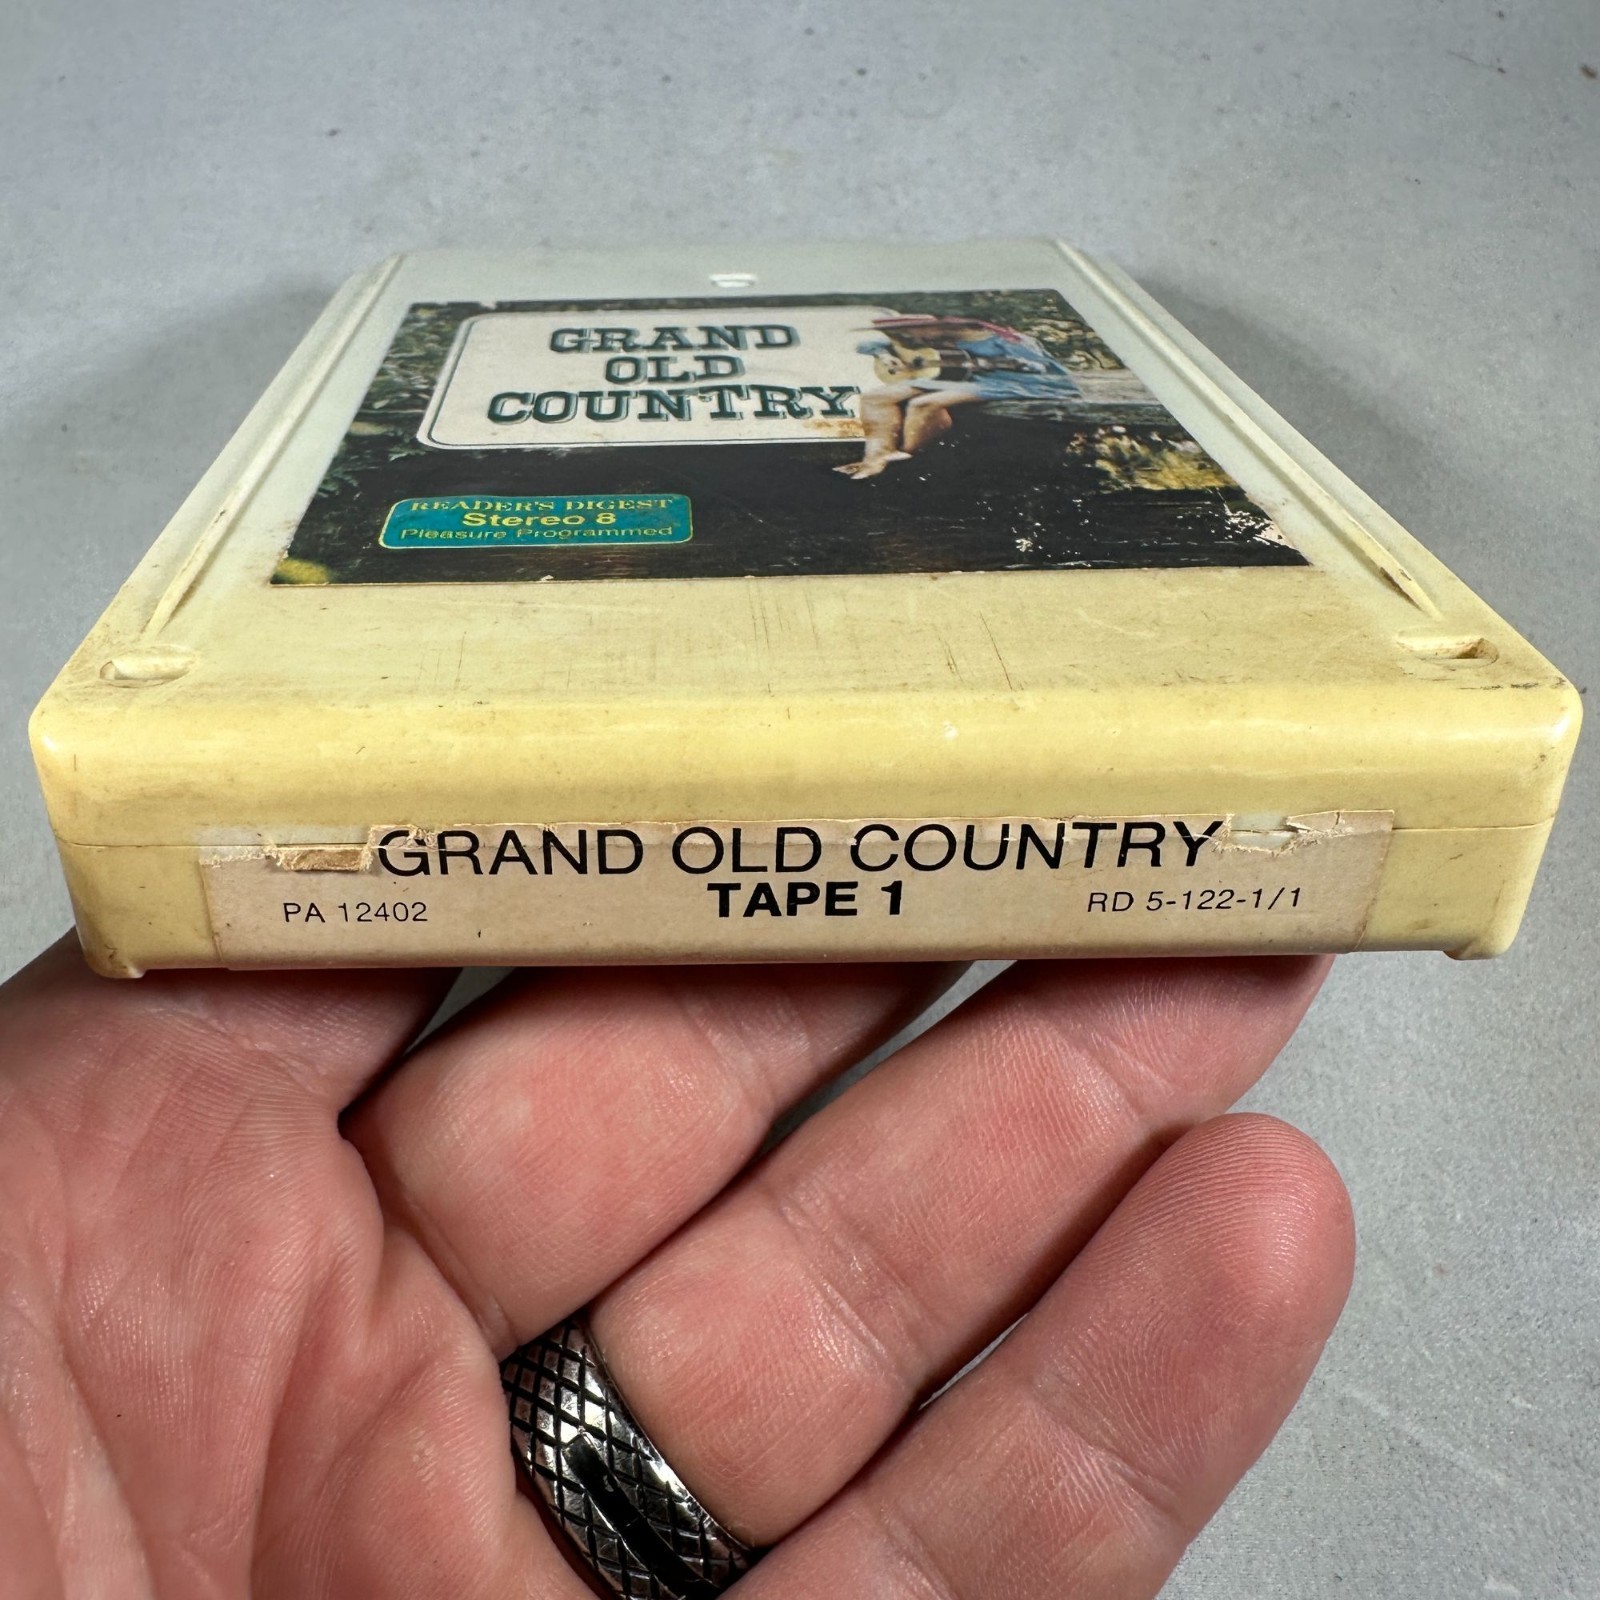 GRAND
OLD
COUNTRY
READER'S DIGEST
Stereo 8
Pleasure Programmed
GRAND OLD COUNTRY
TAPE 1
PA 12402
RD 5-122-1/1